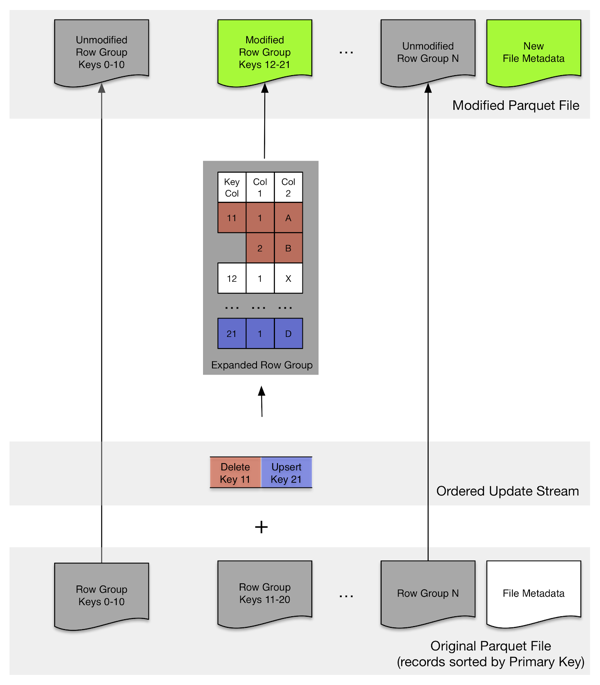 Unmodified
Row Group
Keys 0-10
Modified
Row Group
Keys 12-21
...
Unmodified
Row Group N
New
File Metadata
Modified Parquet File
Key
Col
Col
1
Col
2
11
1
A
2
B
12
1
X
... ... ...
21
1
D
Expanded Row Group
Delete
Key 11
Upsert
Key 21
Ordered Update Stream
+
Row Group
Keys 0-10
Row Group
Keys 11-20
...
Row Group N
File Metadata
Original Parquet File
(records sorted by Primary Key)